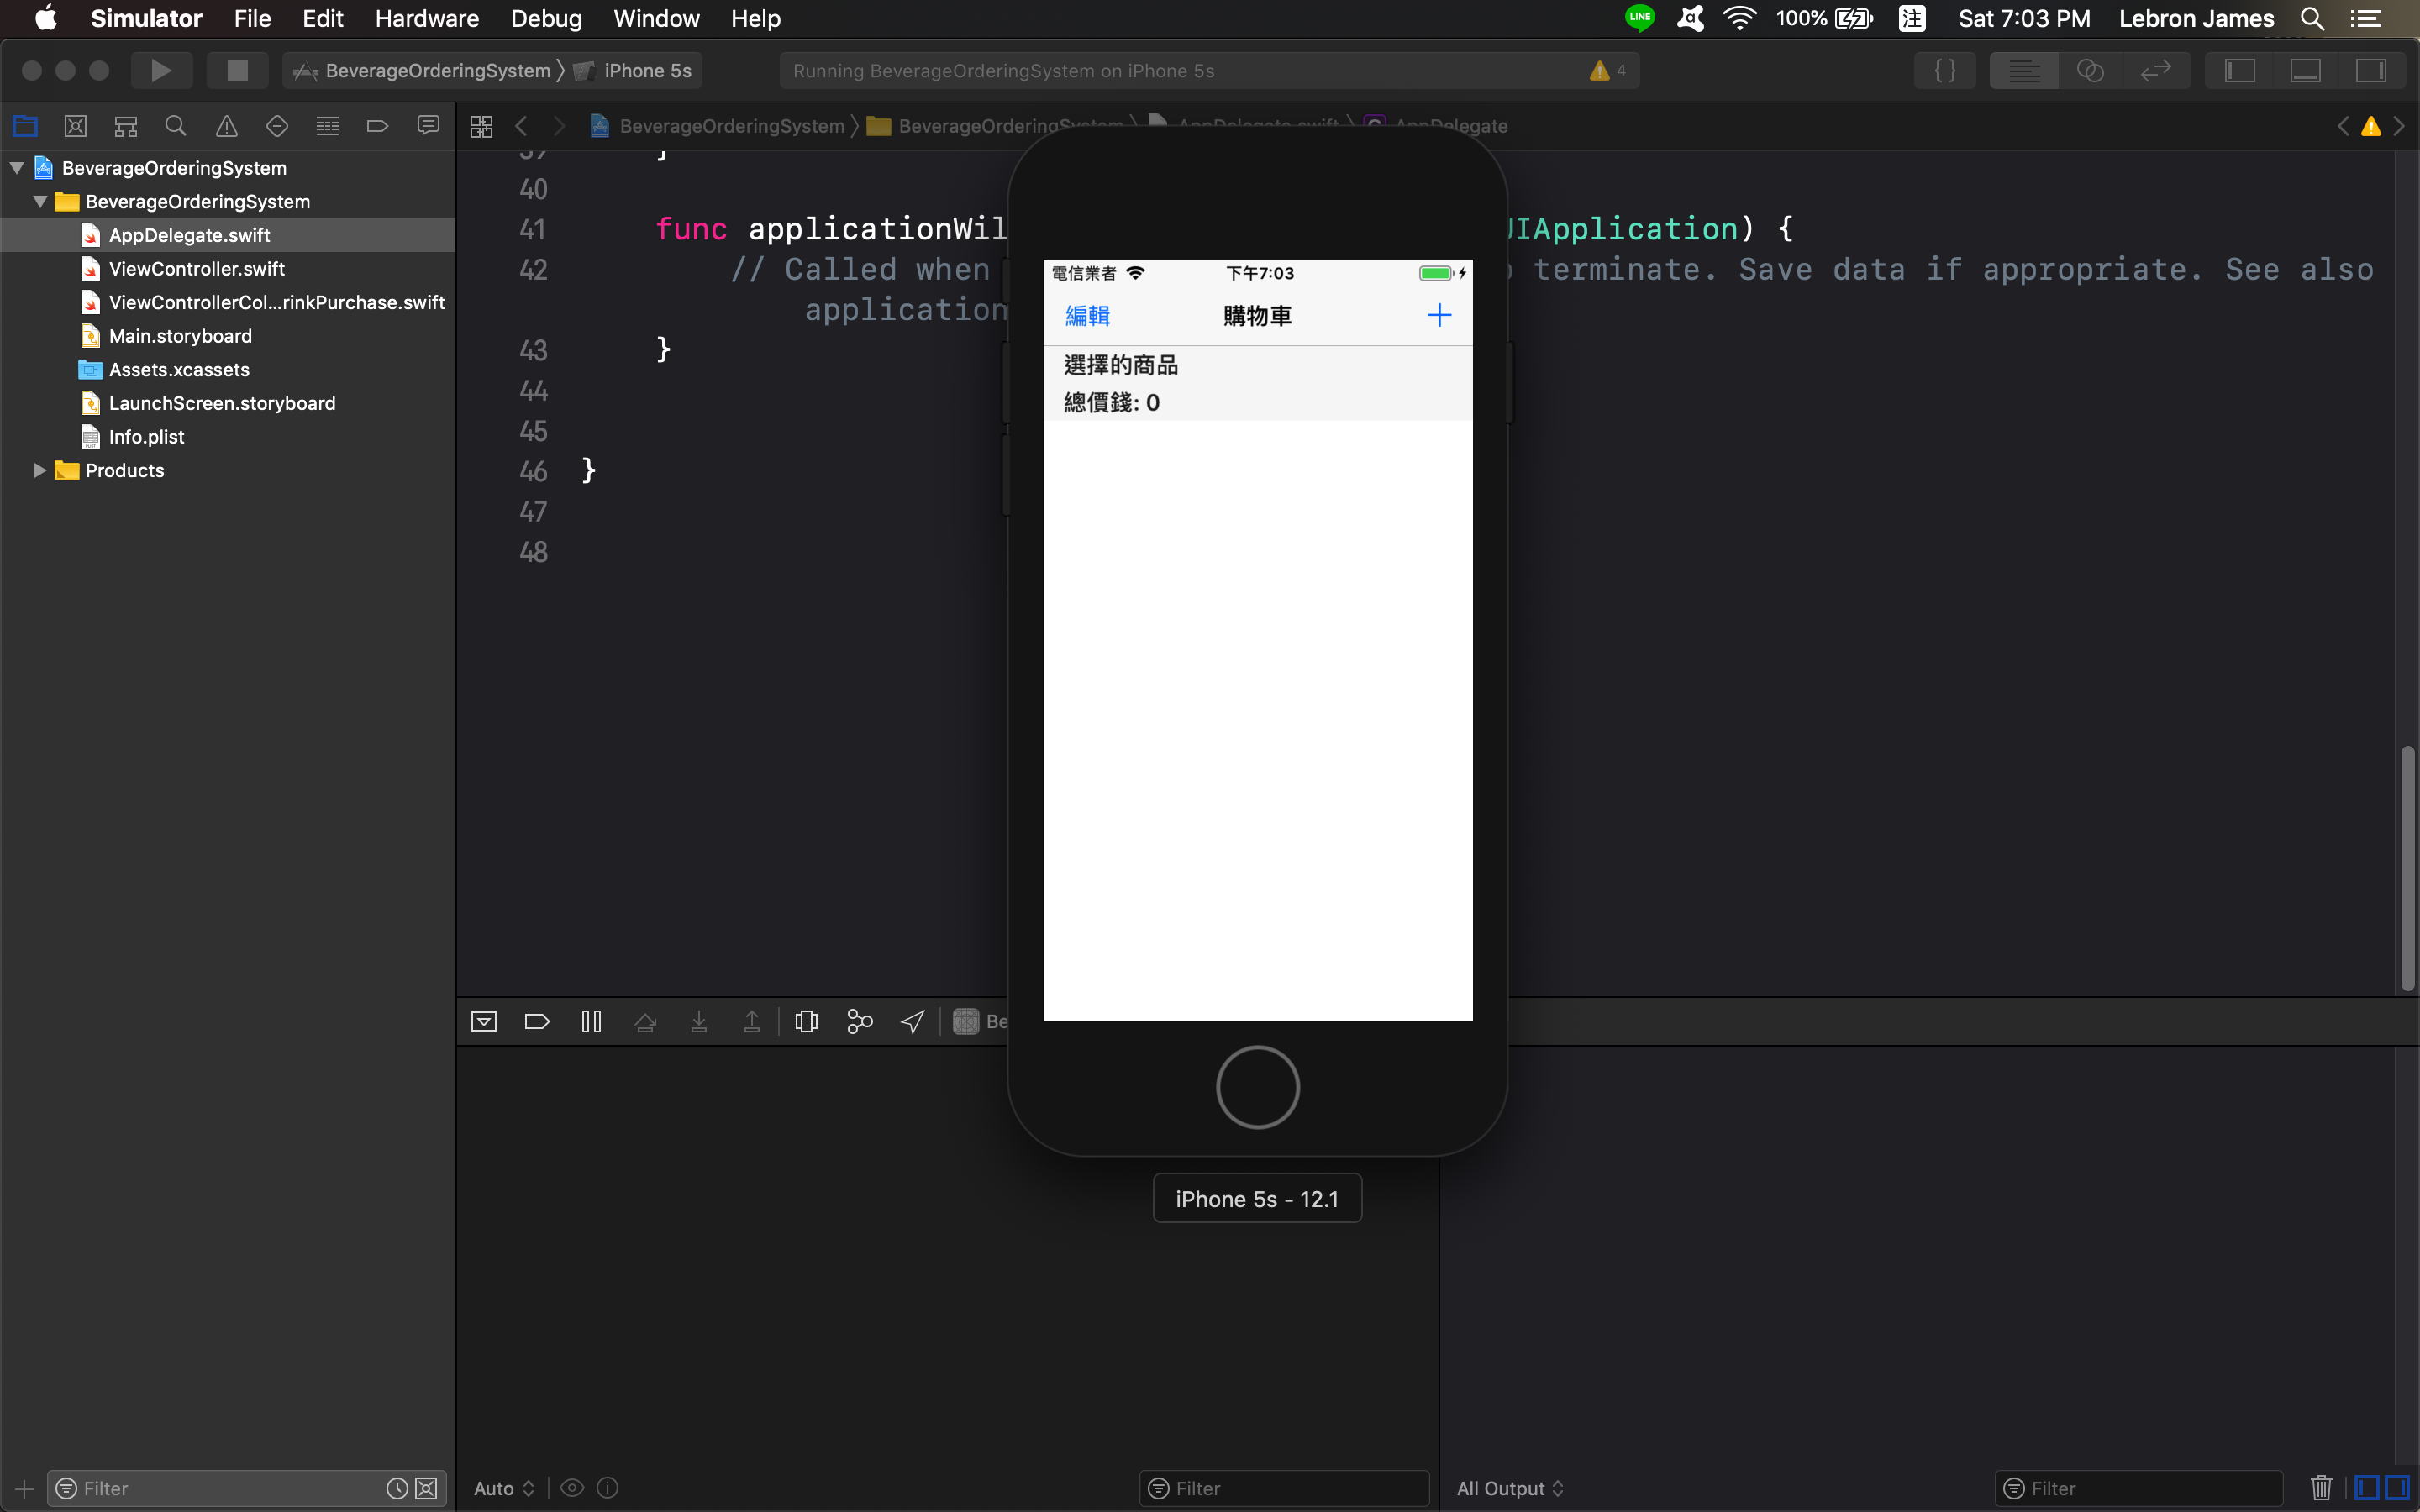 Simulator File Edit Hardware Debug Window Help LINE 100% 注 Sat 7:03 PM Lebron James
BeverageOrderingSystem iPhone 5s Running BeverageOrderingSystem on iPhone 5s 4
BeverageOrderingSystem AppDelegate.swift AppDelegate
BeverageOrderingSystem
BeverageOrderingSystem
AppDelegate.swift
ViewController.swift
ViewControllerCol...rinkPurchase.swift
Main.storyboard
Assets.xcassets
LaunchScreen.storyboard
Info.plist
Products
39 }
40
41 func applicationWil UIApplication) {
42 // Called when terminate. Save data if appropriate. See also
application
43 }
44
45
46 }
47
48
電信業者 下午7:03
編輯 購物車 +
選擇的商品
總價錢: 0
Be
iPhone 5s - 12.1
Filter Auto Filter All Output Filter